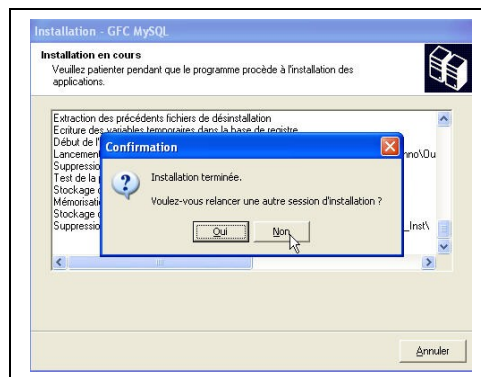 Installation - GFC MySQL
Installation en cours
Veuillez patienter pendant que le programme procède à l'installation des
applications.
Extraction des précédents fichiers de désinstallation
Ecriture des variables temporaires dans la base de registre
Début de l'
Lancement
nno\Ou
Suppressio
Test de la
Stockage
Mémorisati
Stockage
Suppressio
_Inst\
Confirmation
Installation terminée.
Voulez-vous relancer une autre session d'installation ?
Oui
Non
Annuler